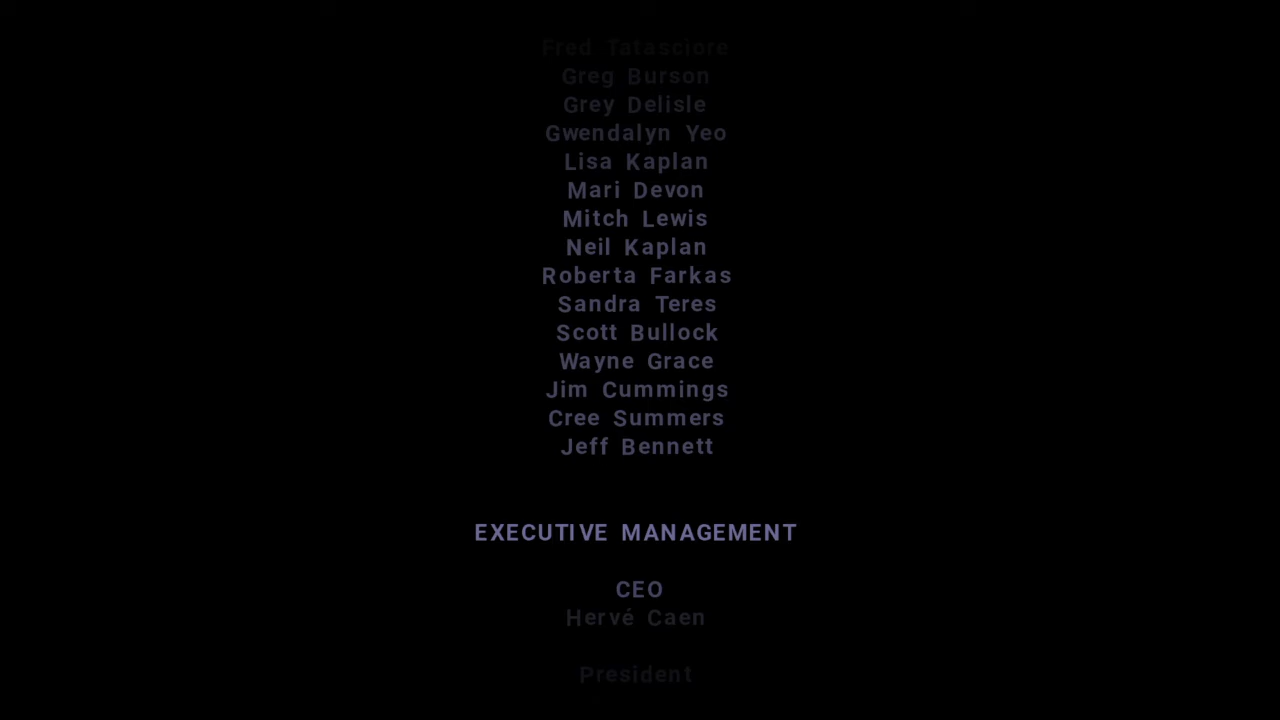 Fred Tatasciore
Greg Burson
Grey Delisle
Gwendalyn Yeo
Lisa Kaplan
Mari Devon
Mitch Lewis
Neil Kaplan
Roberta Farkas
Sandra Teres
Scott Bullock
Wayne Grace
Jim Cummings
Cree Summers
Jeff Bennett
EXECUTIVE MANAGEMENT
CEO
Hervé Caen
President